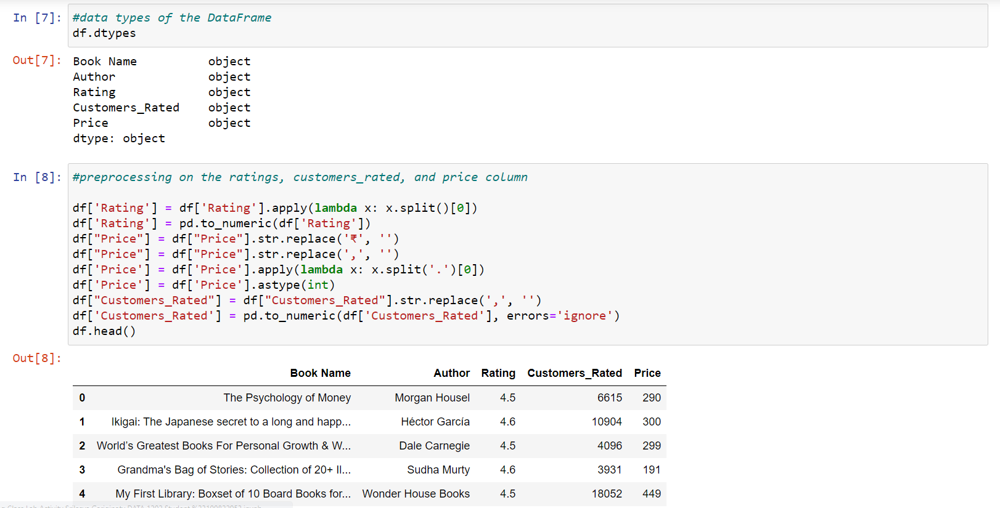 In [7]: #data types of the DataFrame
df.dtypes
Out[7]: Book Name object
Author object
Rating object
Customers_Rated object
Price object
dtype: object
In [8]: #preprocessing on the ratings, customers_rated, and price column
df['Rating'] = df['Rating'].apply(lambda x: x.split()[0])
df['Rating'] = pd.to_numeric(df['Rating'])
df["Price"] = df["Price"].str.replace('₹', '')
df["Price"] = df["Price"].str.replace(',', '')
df['Price'] = df['Price'].apply(lambda x: x.split('.')[0])
df['Price'] = df['Price'].astype(int)
df["Customers_Rated"] = df["Customers_Rated"].str.replace(',', '')
df['Customers_Rated'] = pd.to_numeric(df['Customers_Rated'], errors='ignore')
df.head()
Out[8]:
Book Name Author Rating Customers_Rated Price
0 The Psychology of Money Morgan Housel 4.5 6615 290
1 Ikigai: The Japanese secret to a long and happ... Héctor García 4.6 10904 300
2 World’s Greatest Books For Personal Growth & W... Dale Carnegie 4.5 4096 299
3 Grandma's Bag of Stories: Collection of 20+ Il... Sudha Murty 4.6 3931 191
4 My First Library: Boxset of 10 Board Books for... Wonder House Books 4.5 18052 449